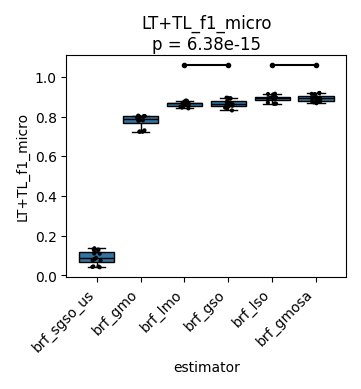 LT+TL_f1_micro
p = 6.38e-15
LT+TL_f1_micro
1.0
0.8
0.6
0.4
0.2
0.0
brf_sgso_us
brf_gmo
brf_lmo
brf_gso
brf_lso
brf_gmosa
estimator